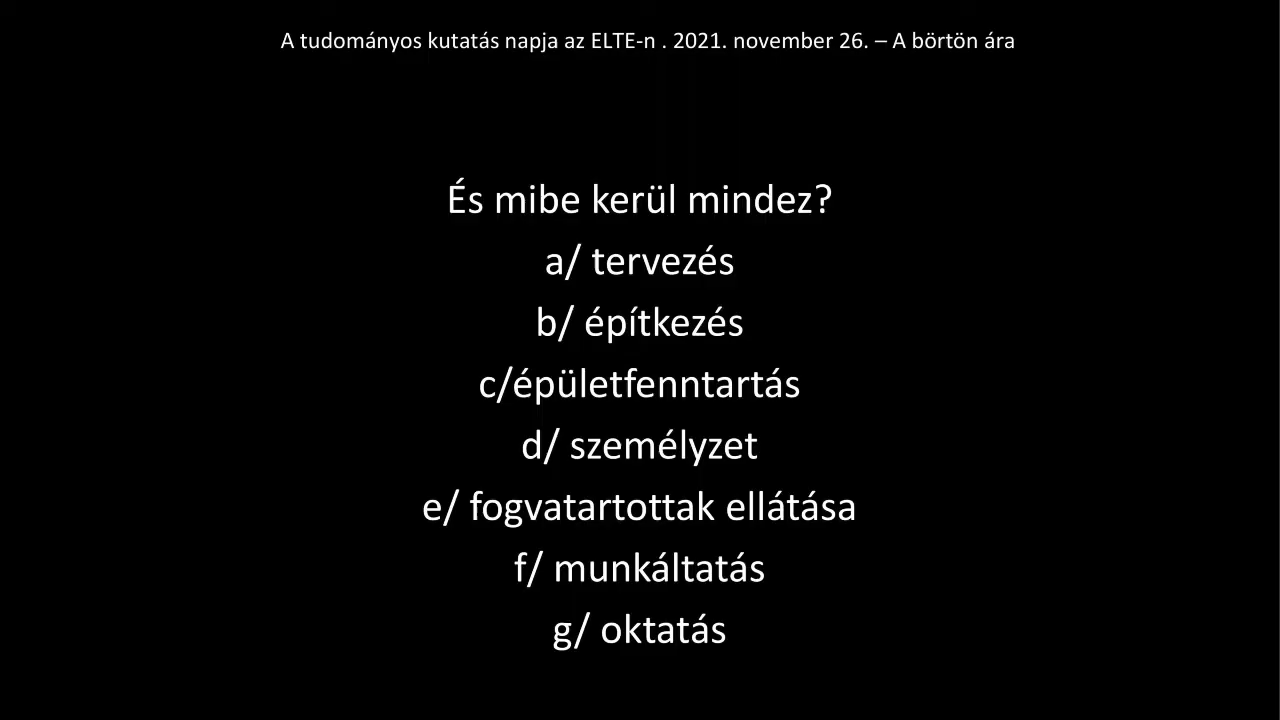 A tudományos kutatás napja az ELTE-n . 2021. november 26. – A börtön ára
És mibe kerül mindez?
a/ tervezés
b/ építkezés
c/épületfenntartás
d/ személyzet
e/ fogvatartottak ellátása
f/ munkáltatás
g/ oktatás